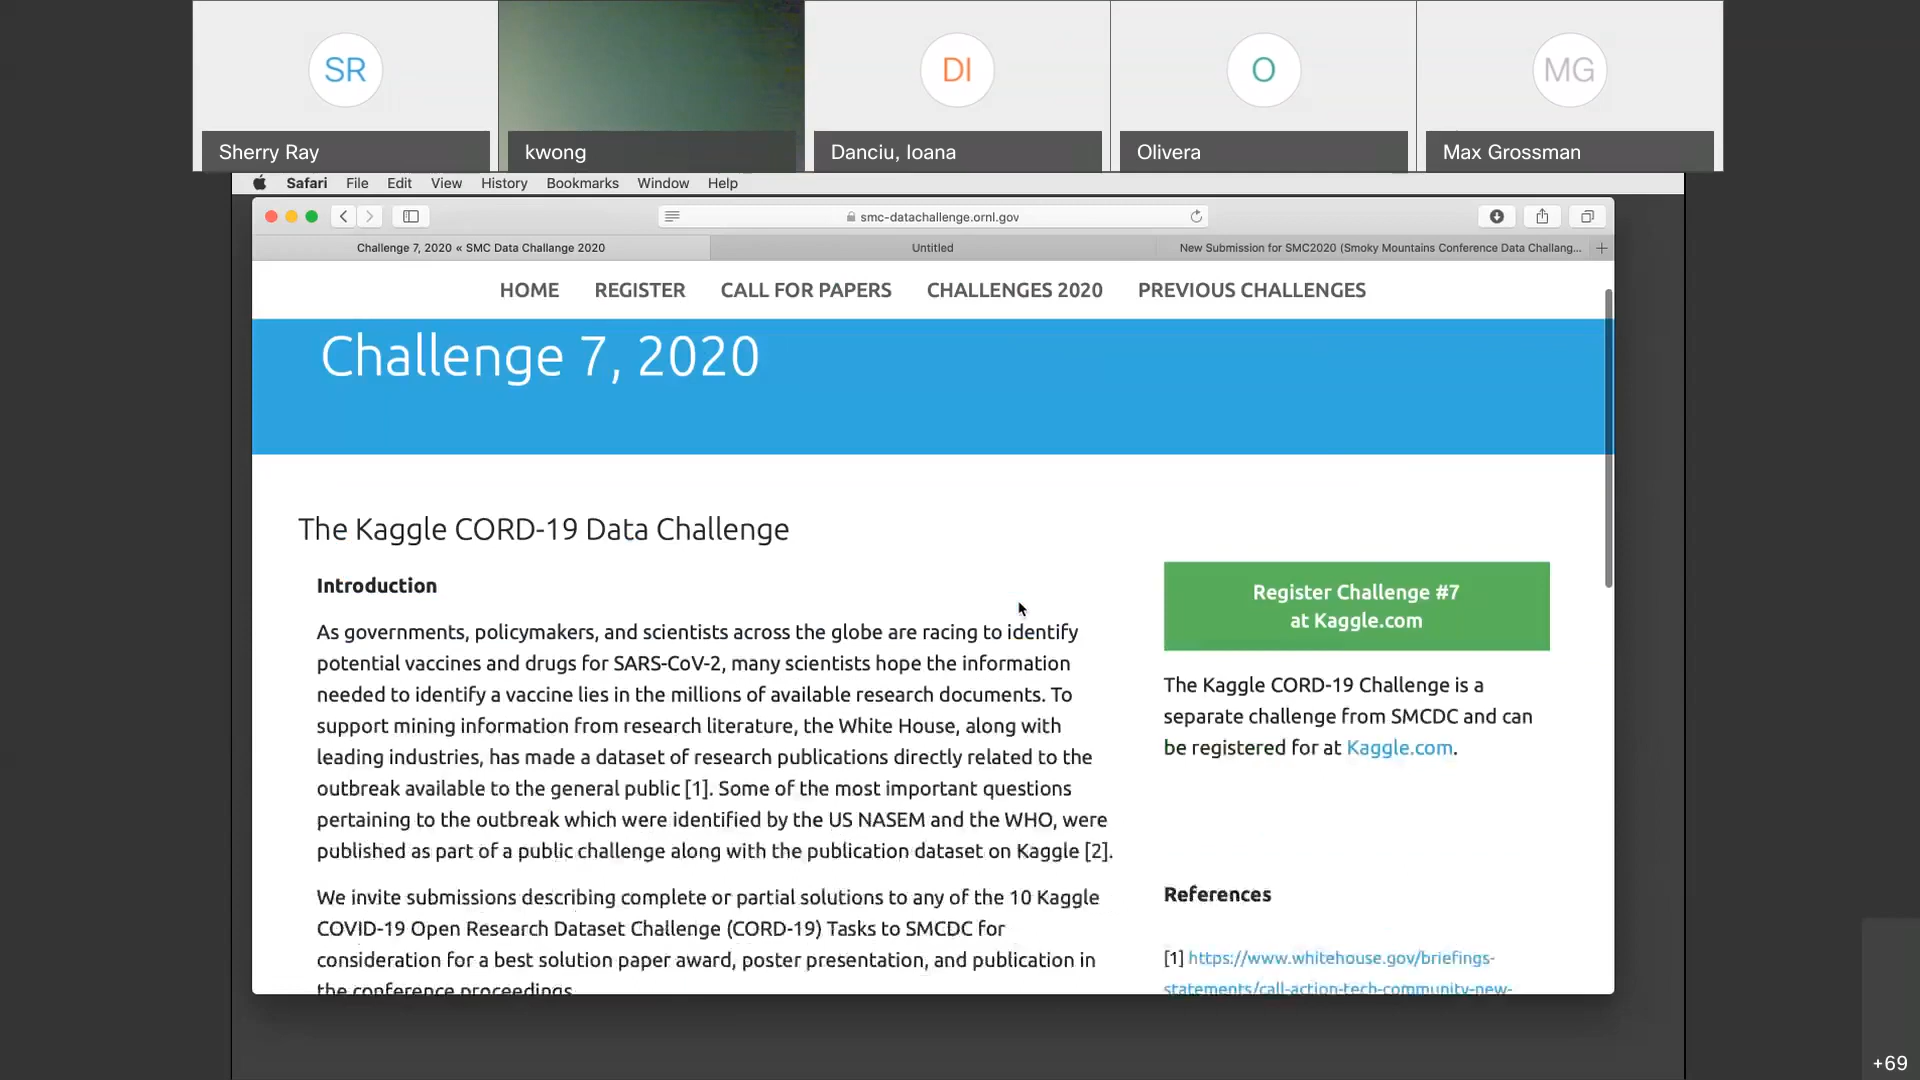 SR
DI
O
MG
Sherry Ray
kwong
Danciu, Ioana
Olivera
Max Grossman
Safari File Edit View History Bookmarks Window Help
smc-datachallenge.ornl.gov
Challenge 7, 2020 « SMC Data Challange 2020
Untitled
New Submission for SMC2020 (Smoky Mountains Conference Data Challang...
HOME REGISTER CALL FOR PAPERS CHALLENGES 2020 PREVIOUS CHALLENGES
Challenge 7, 2020
The Kaggle CORD-19 Data Challenge
Introduction
As governments, policymakers, and scientists across the globe are racing to identify
potential vaccines and drugs for SARS-CoV-2, many scientists hope the information
needed to identify a vaccine lies in the millions of available research documents. To
support mining information from research literature, the White House, along with
leading industries, has made a dataset of research publications directly related to the
outbreak available to the general public [1]. Some of the most important questions
pertaining to the outbreak which were identified by the US NASEM and the WHO, were
published as part of a public challenge along with the publication dataset on Kaggle [2].
We invite submissions describing complete or partial solutions to any of the 10 Kaggle
COVID-19 Open Research Dataset Challenge (CORD-19) Tasks to SMCDC for
consideration for a best solution paper award, poster presentation, and publication in
the conference proceedings
Register Challenge #7
at Kaggle.com
The Kaggle CORD-19 Challenge is a
separate challenge from SMCDC and can
be registered for at Kaggle.com.
References
[1] https://www.whitehouse.gov/briefings-
statements/call-action-tech-community-new-
+69